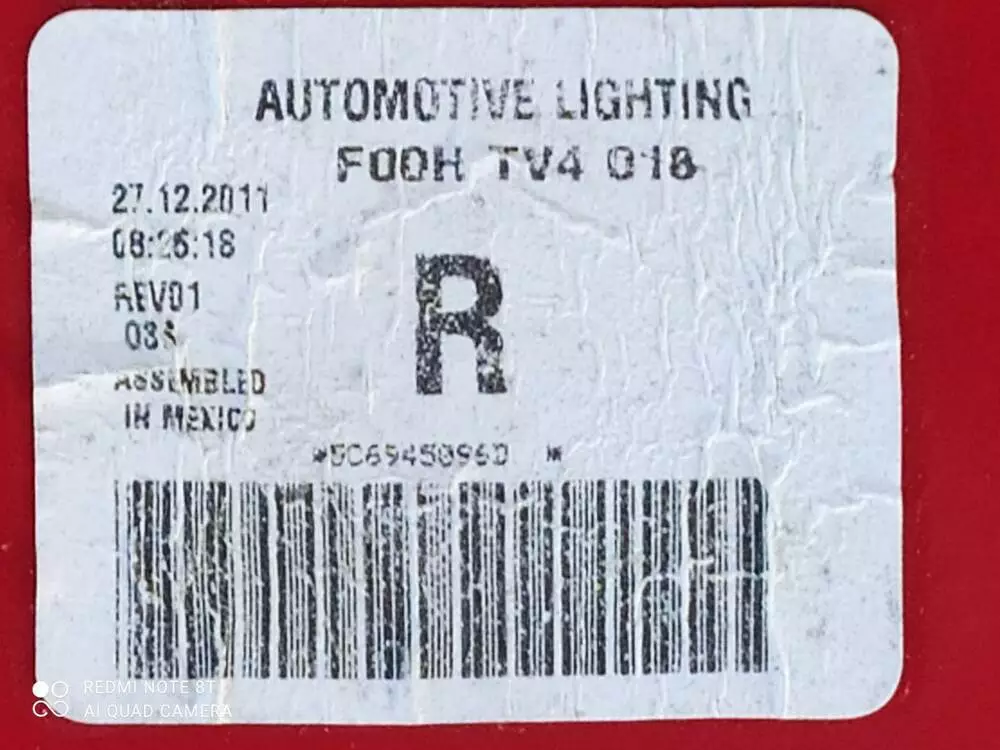 AUTOMOTIVE LIGHTING
F00H TV4 018
27.12.2011
08:26:18
REV01
ASSEMBLED
IN MEXICO
R
*5C6945096D *
REDMI NOTE 8T
AI QUAD CAMERA